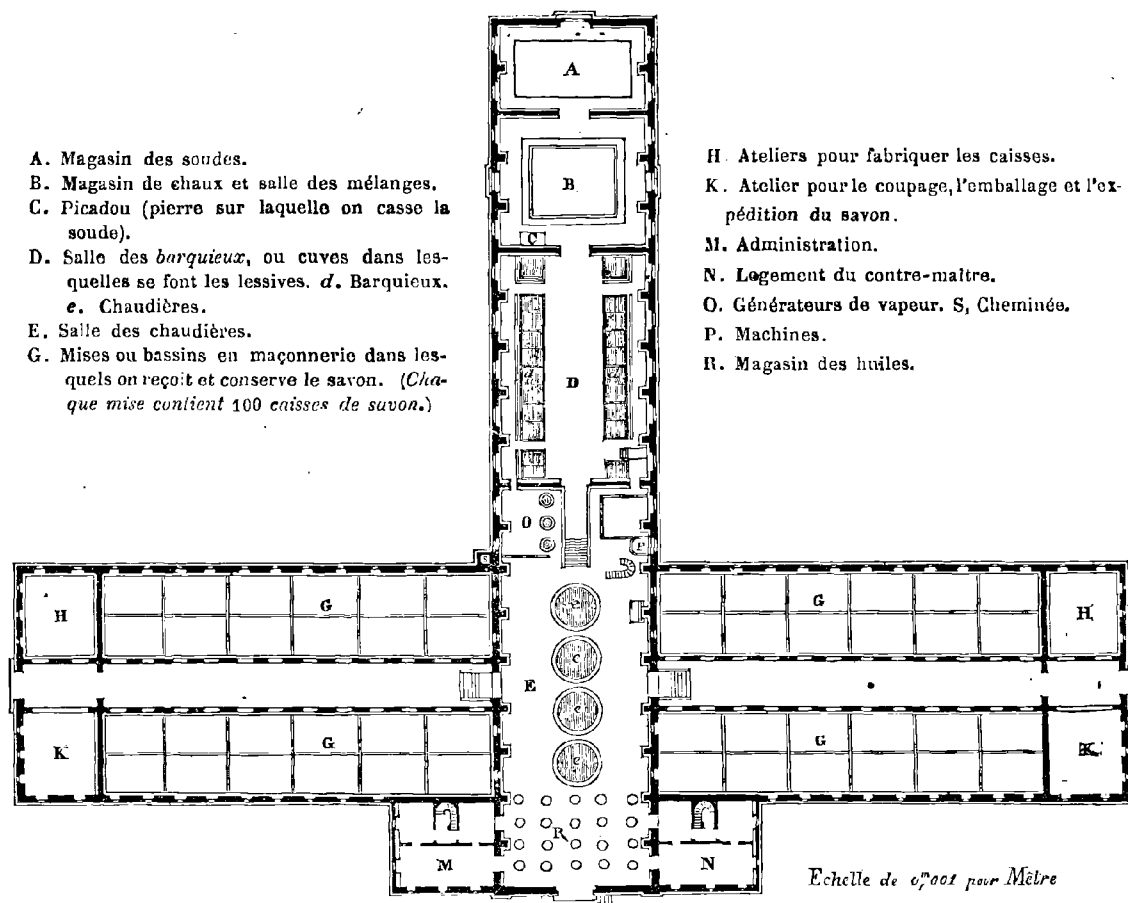 A. Magasin des soudes.
B. Magasin de chaux et salle des mélanges.
C. Picadou (pierre sur laquelle on casse la
soude).
D. Salle des barquieux, ou cuves dans les-
quelles se font les lessives. d. Barquieux.
e. Chaudières.
E. Salle des chaudières.
G. Mises ou bassins en maçonnerie dans les-
quels on reçoit et conserve le savon. (Cha-
que mise contient 100 caisses de savon.)
H. Ateliers pour fabriquer les caisses.
K. Atelier pour le coupage, l'emballage et l'ex-
pédition du savon.
M. Administration.
N. Logement du contre-maître.
O. Générateurs de vapeur. S, Cheminée.
P. Machines.
R. Magasin des huiles.
A
B
C
D
O
P
S
H
G
e
G
H
e
E
e
K
G
e
G
K
R
M
N
Echelle de 0,m001 pour Mètre